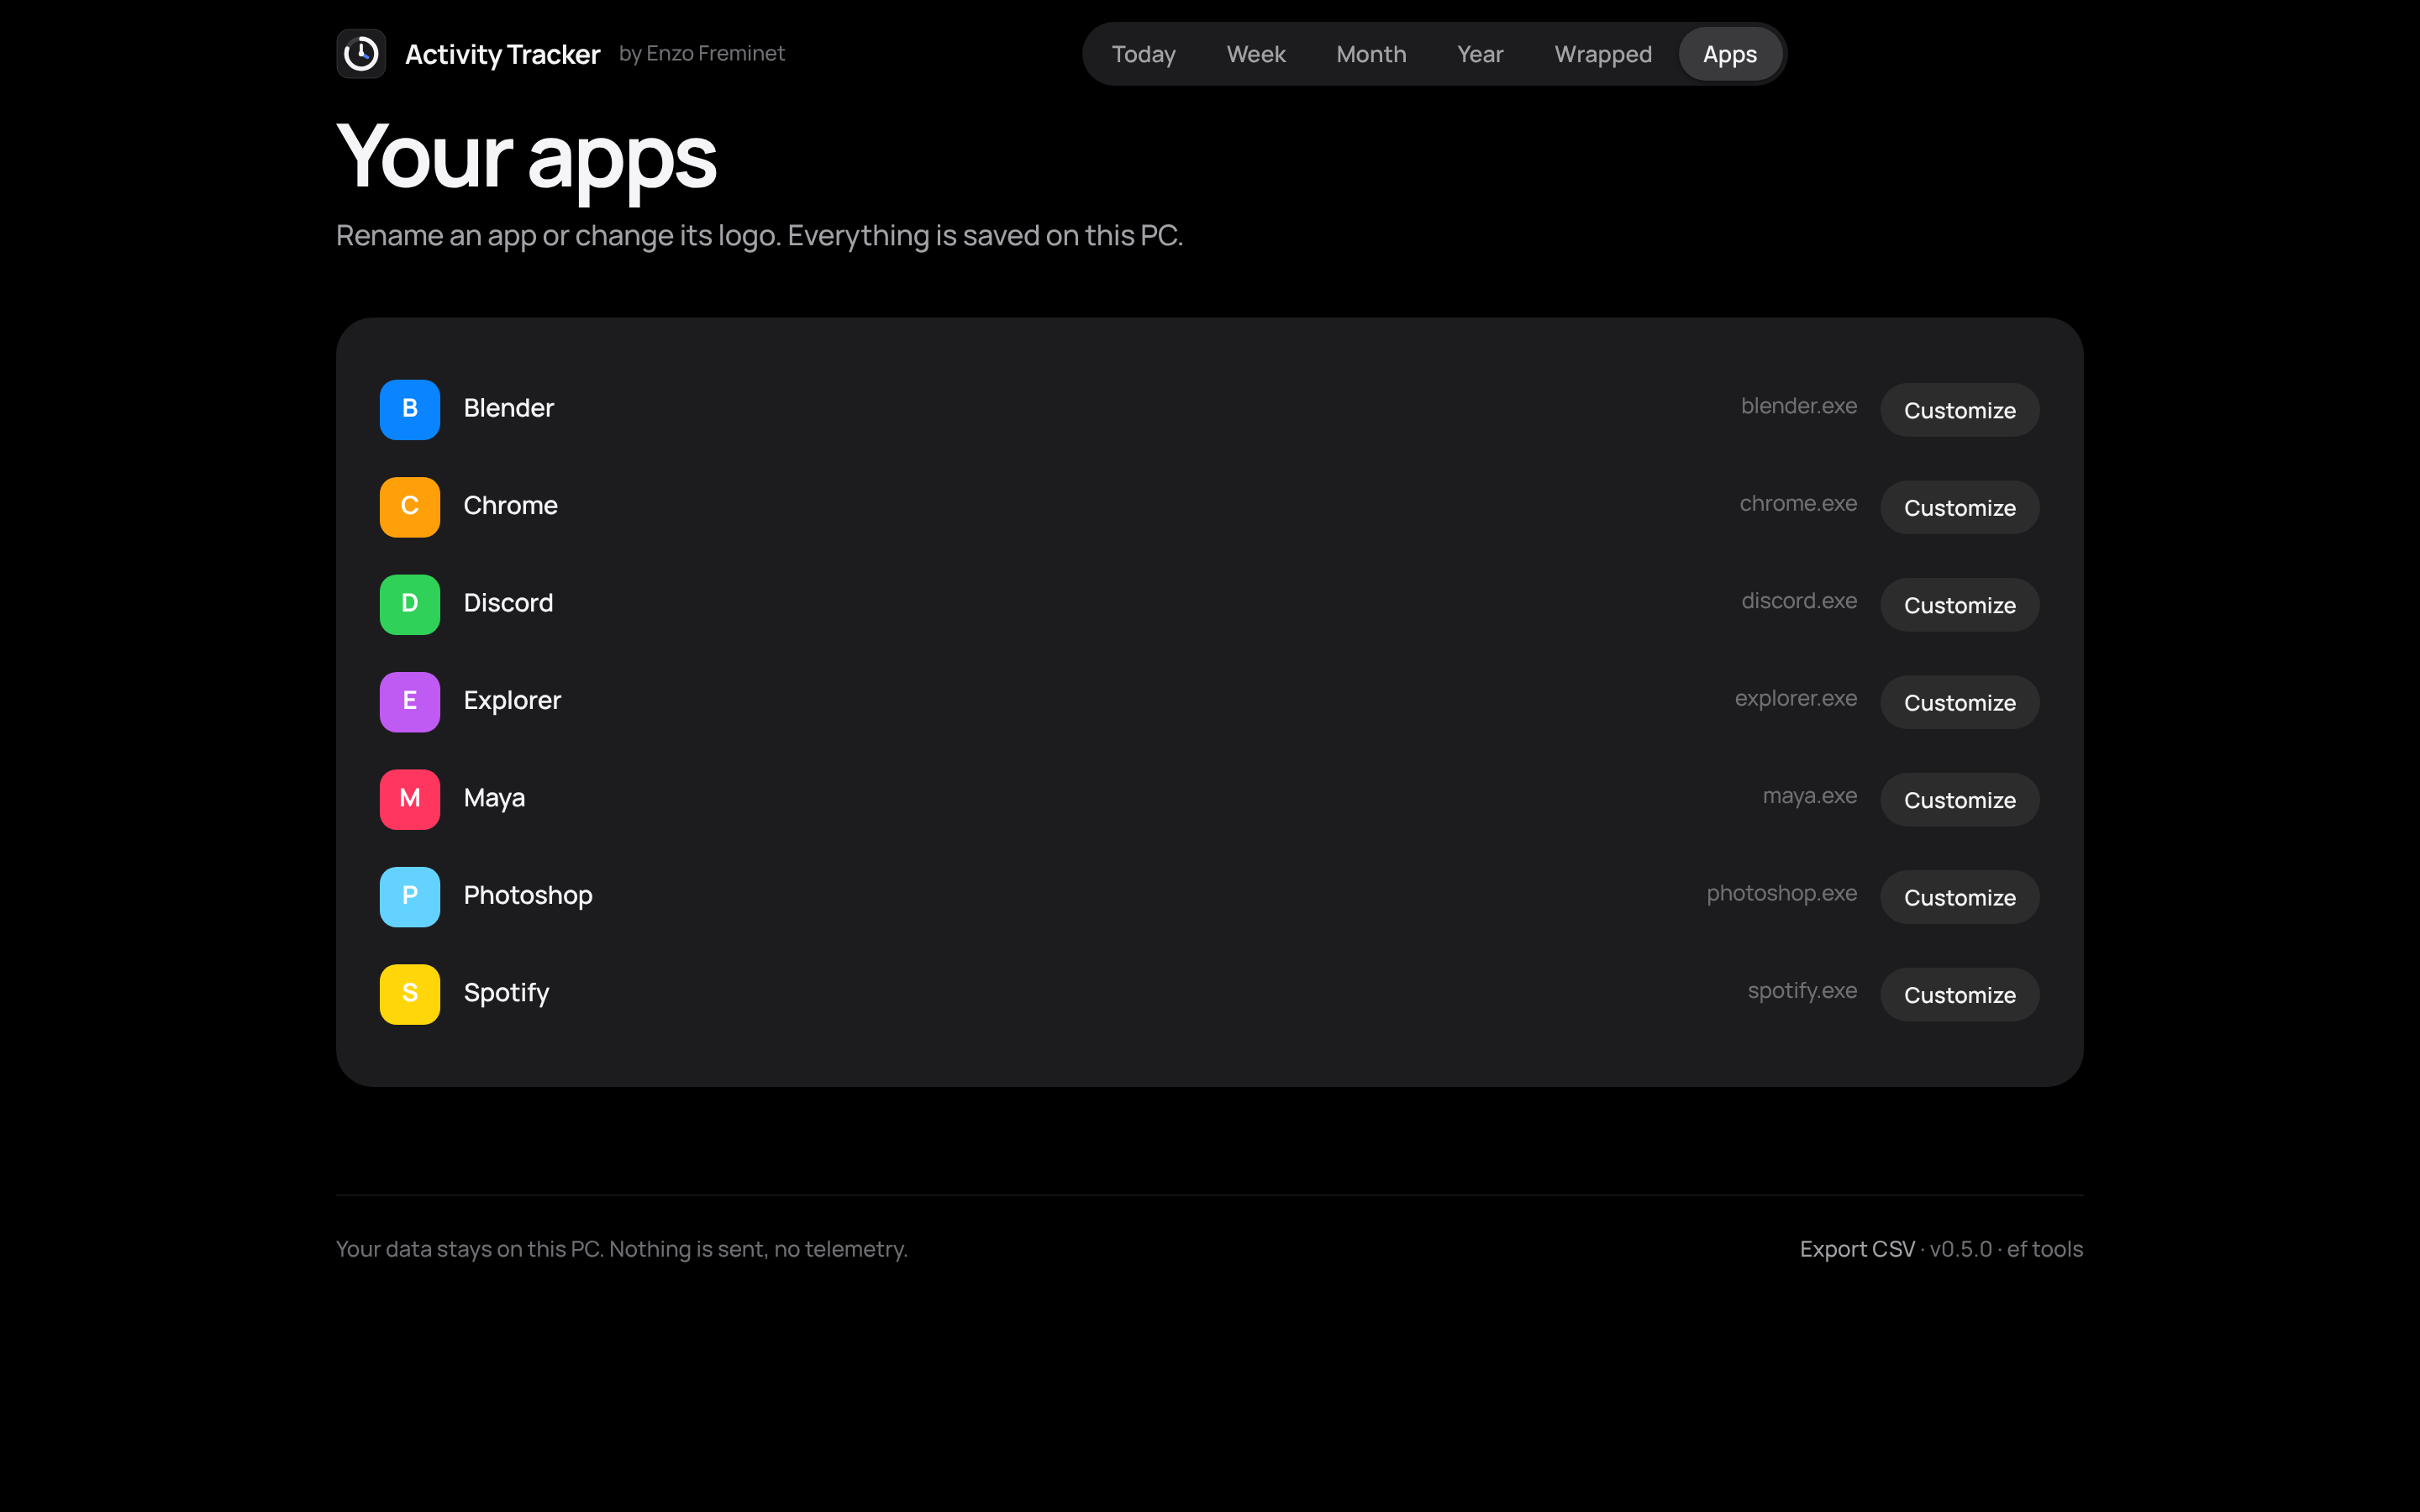 Activity Tracker by Enzo Freminet
Today Week Month Year Wrapped Apps
Your apps
Rename an app or change its logo. Everything is saved on this PC.
B Blender blender.exe Customize
C Chrome chrome.exe Customize
D Discord discord.exe Customize
E Explorer explorer.exe Customize
M Maya maya.exe Customize
P Photoshop photoshop.exe Customize
S Spotify spotify.exe Customize
Your data stays on this PC. Nothing is sent, no telemetry.
Export CSV · v0.5.0 · ef tools